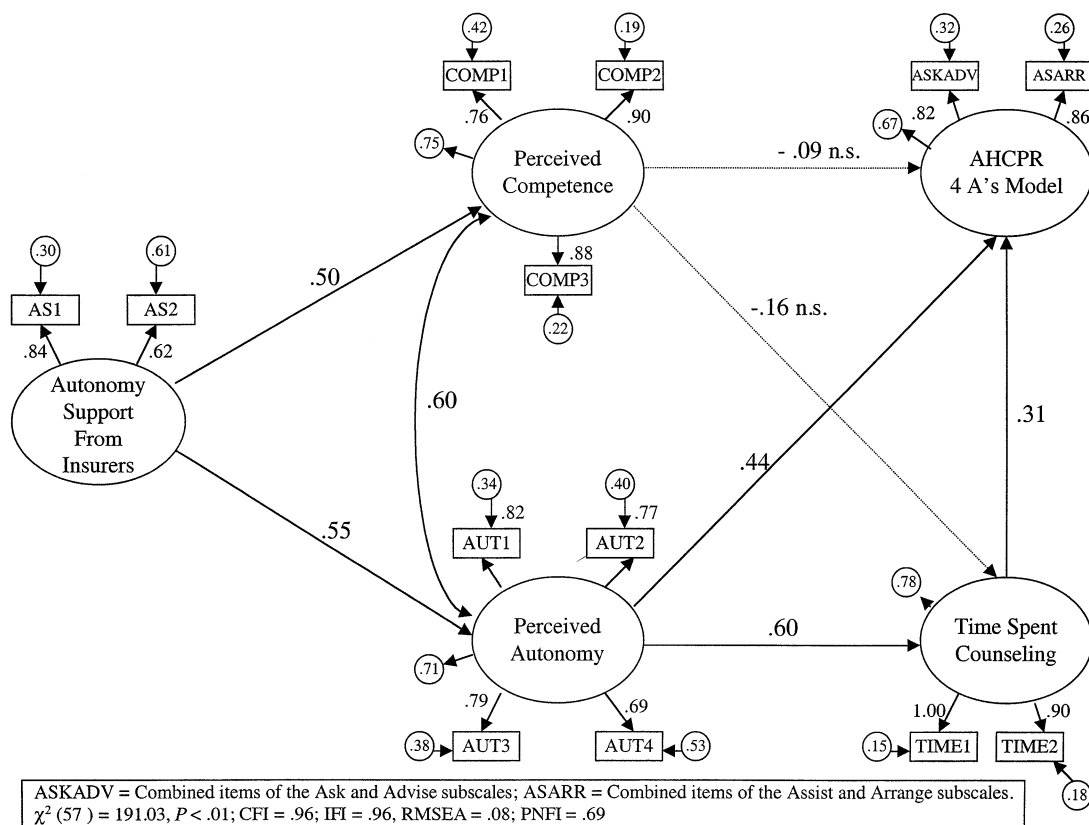 .42
.19
.32
.26
COMP1
COMP2
ASKADV
ASARR
.76
.90
.82
.86
.75
.67
Perceived
Competence
- .09 n.s.
AHCPR
4 A's Model
.88
COMP3
.22
.30
.61
AS1
AS2
.84
.62
.50
-.16 n.s.
Autonomy
Support
From
Insurers
.60
.31
.44
.55
.34
.40
.82
.77
AUT1
AUT2
.78
Perceived
Autonomy
.60
Time Spent
Counseling
.71
.79
.69
1.00
.90
.38
AUT3
AUT4
.53
.15
TIME1
TIME2
.18
ASKADV = Combined items of the Ask and Advise subscales; ASARR = Combined items of the Assist and Arrange subscales.
χ² (57 ) = 191.03, P < .01; CFI = .96; IFI = .96, RMSEA = .08; PNFI = .69